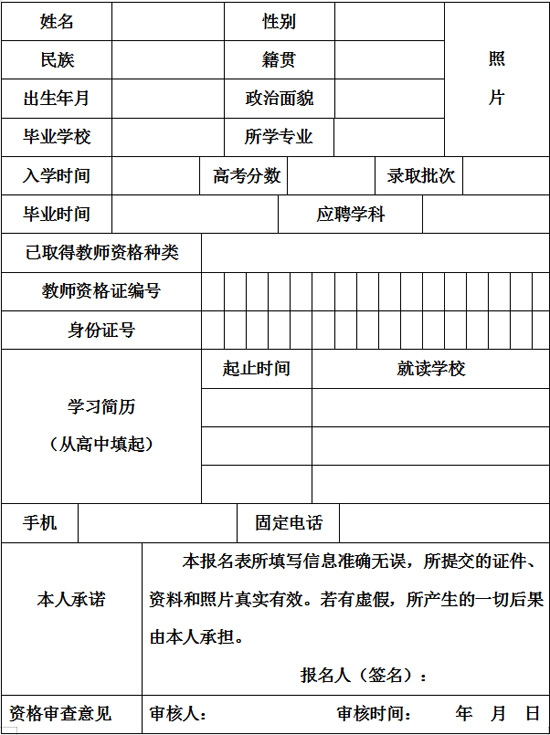 姓名 性别
照
民族 籍贯
出生年月 政治面貌
片
毕业学校 所学专业
入学时间 高考分数 录取批次
毕业时间 应聘学科
已取得教师资格种类
教师资格证编号
身份证号
起止时间 就读学校
学习简历
（从高中填起）
手机 固定电话
本人承诺
本报名表所填写信息准确无误，所提交的证件、
资料和照片真实有效。若有虚假，所产生的一切后果
由本人承担。
报名人（签名）：
资格审查意见 审核人： 审核时间： 年 月 日